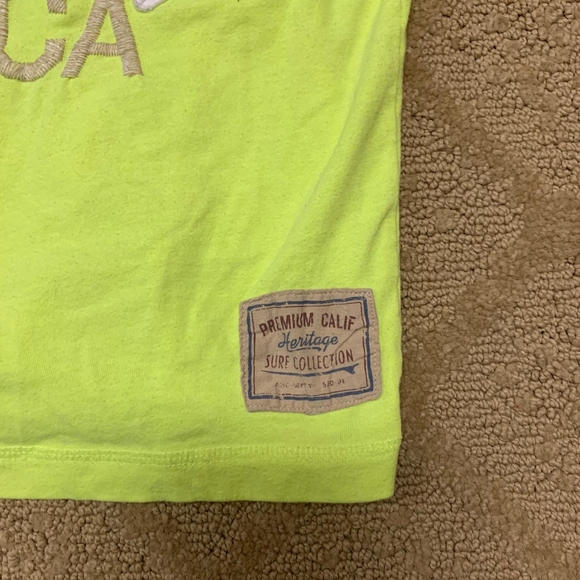 CA
PREMIUM CALIF
Heritage
SURF COLLECTION